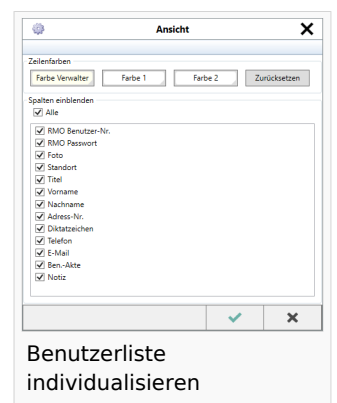 Ansicht
Zeilenfarben
Farbe Verwalter Farbe 1 Farbe 2 Zurücksetzen
Spalten einblenden
Alle
RMO Benutzer-Nr.
RMO Passwort
Foto
Standort
Titel
Vorname
Nachname
Adress-Nr.
Diktatzeichen
Telefon
E-Mail
Ben.-Akte
Notiz
Benutzerliste
individualisieren